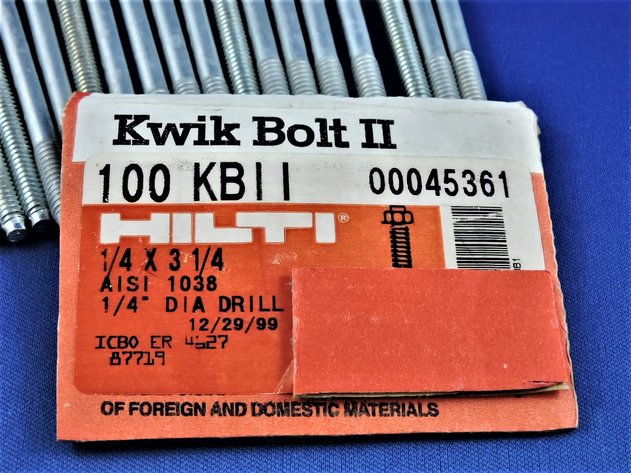 Kwik Bolt II
100 KBII 00045361
HILTI®
1/4 X 3 1/4
AISI 1038
1/4" DIA DRILL
12/29/99
ICBO ER 4627
87719
OF FOREIGN AND DOMESTIC MATERIALS